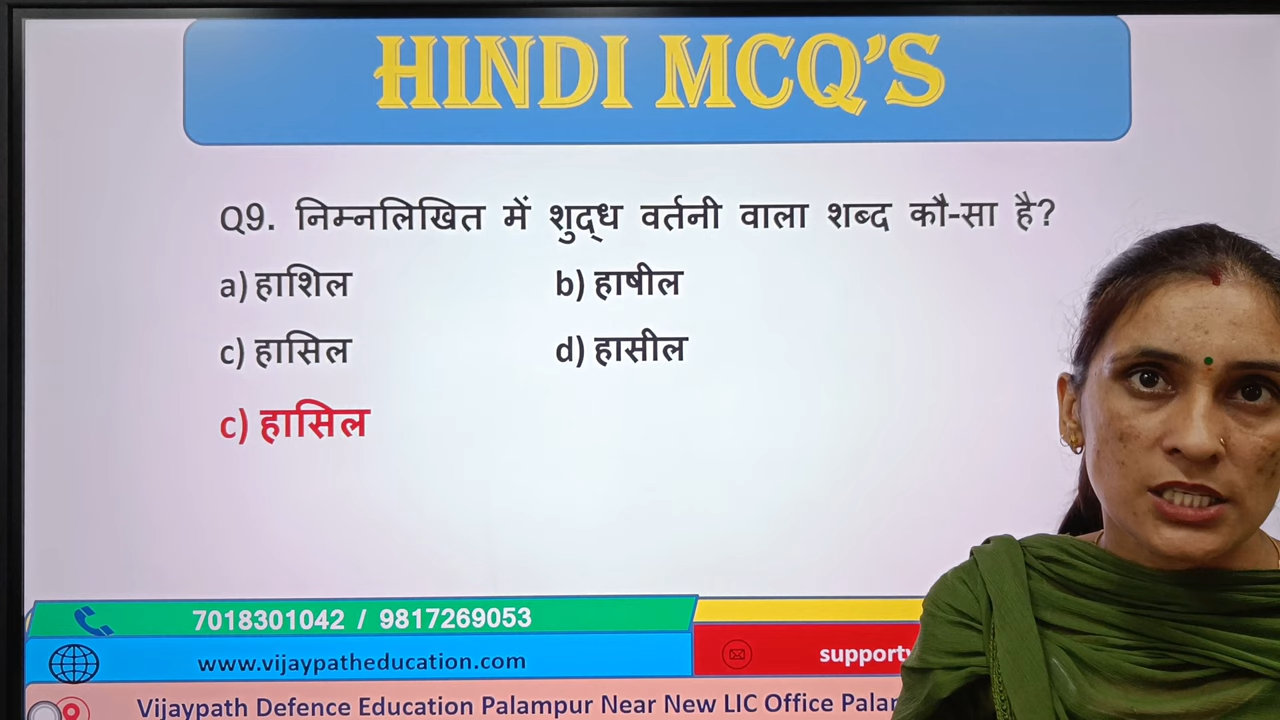 HINDI MCQ'S
Q9. निम्नलिखित में शुद्ध वर्तनी वाला शब्द कौ-सा है?
a) हाशिल b) हाषील
c) हासिल d) हासील
c) हासिल
7018301042 / 9817269053
www.vijaypatheducation.com
Vijaypath Defence Education Palampur Near New LIC Office